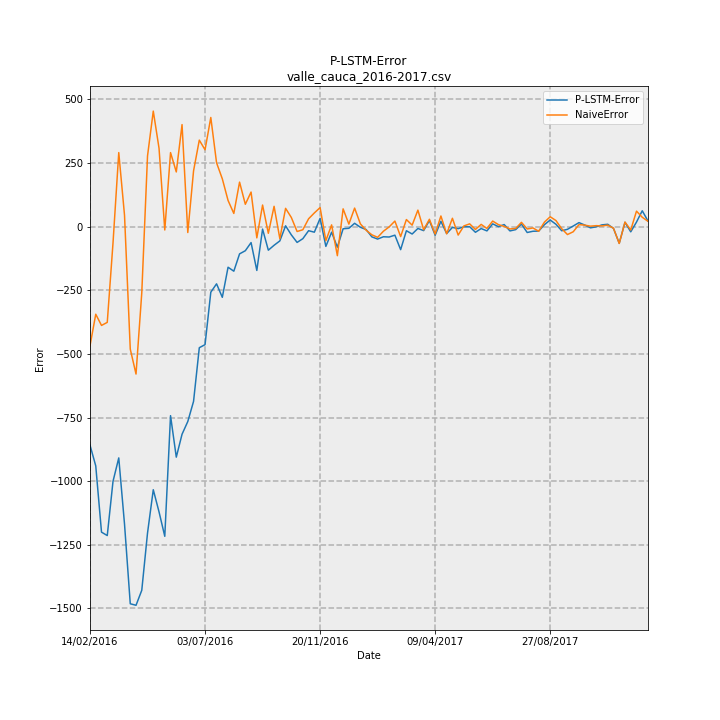 P-LSTM-Error
valle_cauca_2016-2017.csv
P-LSTM-Error
NaiveError
500
250
0
−250
−500
−750
−1000
−1250
−1500
Error
14/02/2016
03/07/2016
20/11/2016
09/04/2017
27/08/2017
Date